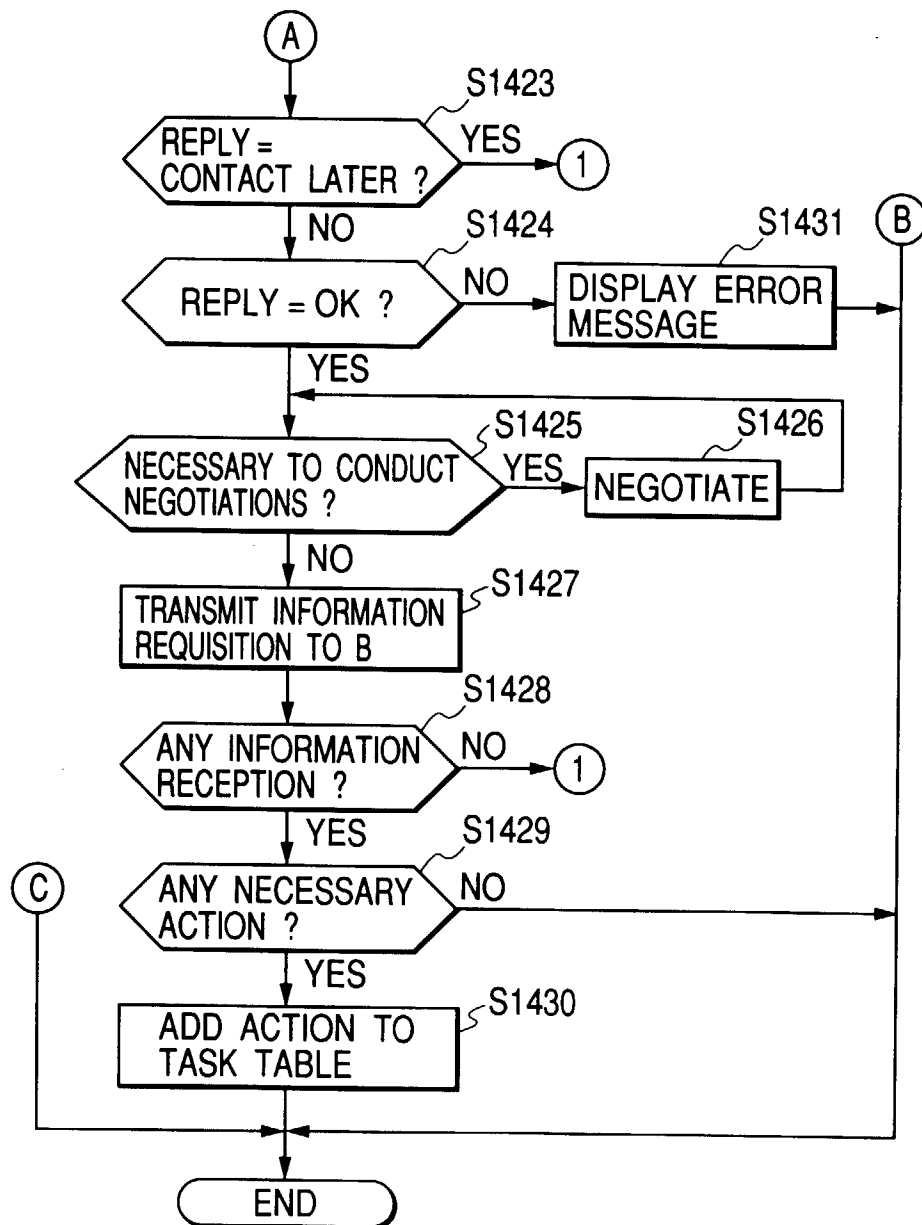 A
S1423
REPLY =
CONTACT LATER ?
YES
1
NO
B
S1424
REPLY = OK ?
NO
S1431
DISPLAY ERROR
MESSAGE
YES
S1425
NECESSARY TO CONDUCT
NEGOTIATIONS ?
YES
S1426
NEGOTIATE
NO
S1427
TRANSMIT INFORMATION
REQUISITION TO B
S1428
ANY INFORMATION
RECEPTION ?
NO
1
YES
S1429
C
ANY NECESSARY
ACTION ?
NO
YES
S1430
ADD ACTION TO
TASK TABLE
END